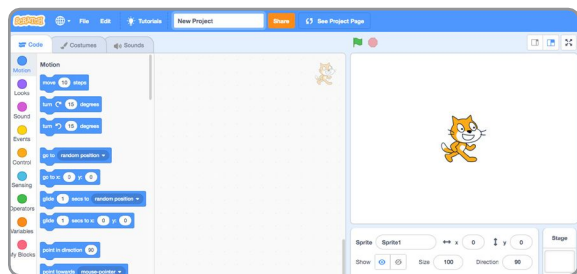 SCRATCH
File
Edit
Tutorials
New Project
Share
See Project Page
Code
Costumes
Sounds
Motion
Looks
Sound
Events
Control
Sensing
Operators
Variables
My Blocks
Motion
move 10 steps
turn 15 degrees
turn 15 degrees
go to random position
go to x: 0 y: 0
glide 1 secs to random position
glide 1 secs to x: 0 y: 0
point in direction 90
point towards mouse-pointer
Sprite Sprite1 x 0 y 0
Show Size 100 Direction 90
Stage